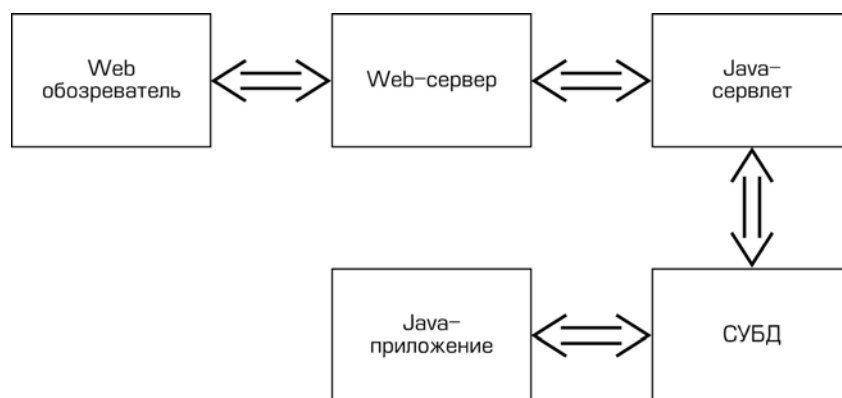 Web
обозреватель
Web-сервер
Java-
сервлет
Java-
приложение
СУБД